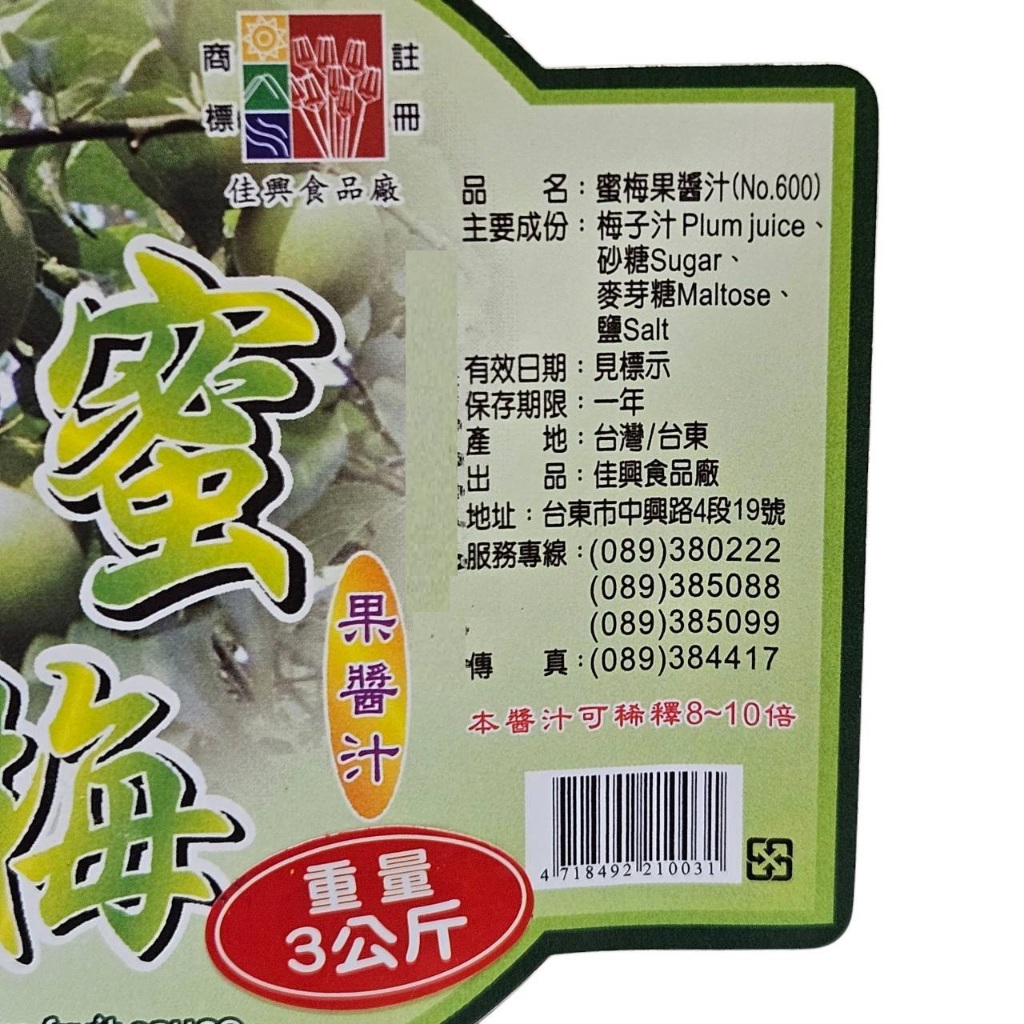 商標
註冊
佳興食品廠
蜜梅
果醬汁
重量
3公斤
品名：蜜梅果醬汁(No.600)
主要成份：梅子汁Plum juice、
砂糖Sugar、
麥芽糖Maltose、
鹽Salt
有效日期：見標示
保存期限：一年
產地：台灣/台東
出品：佳興食品廠
地址：台東市中興路4段19號
服務專線：(089)380222
(089)385088
(089)385099
傳真：(089)384417
本醬汁可稀釋8~10倍
4 718492 210031